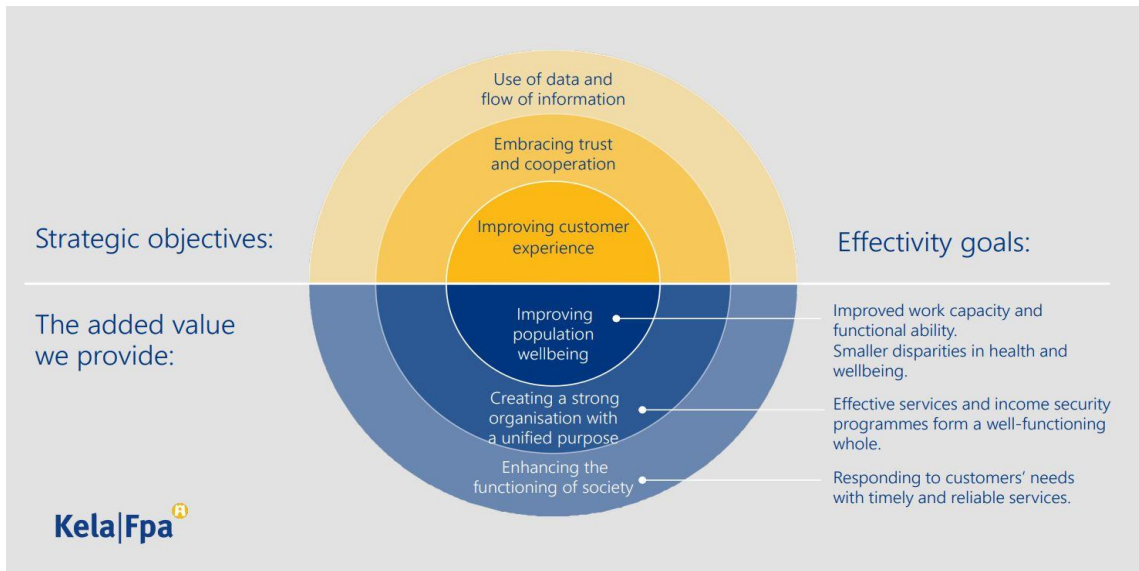 Use of data and
flow of information
Embracing trust
and cooperation
Improving customer
experience
Strategic objectives:
Effectivity goals:
The added value
we provide:
Improving
population
wellbeing
Creating a strong
organisation with
a unified purpose
Enhancing the
functioning of society
Improved work capacity and
functional ability.
Smaller disparities in health and
wellbeing.
Effective services and income security
programmes form a well-functioning
whole.
Responding to customers’ needs
with timely and reliable services.
Kela|Fpa